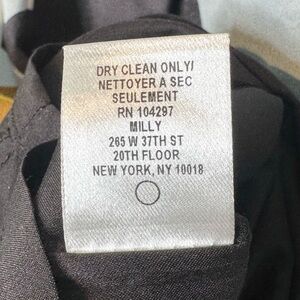 DRY CLEAN ONLY/
NETTOYER A SEC
SEULEMENT
RN 104297
MILLY
265 W 37TH ST
20TH FLOOR
NEW YORK, NY 10018